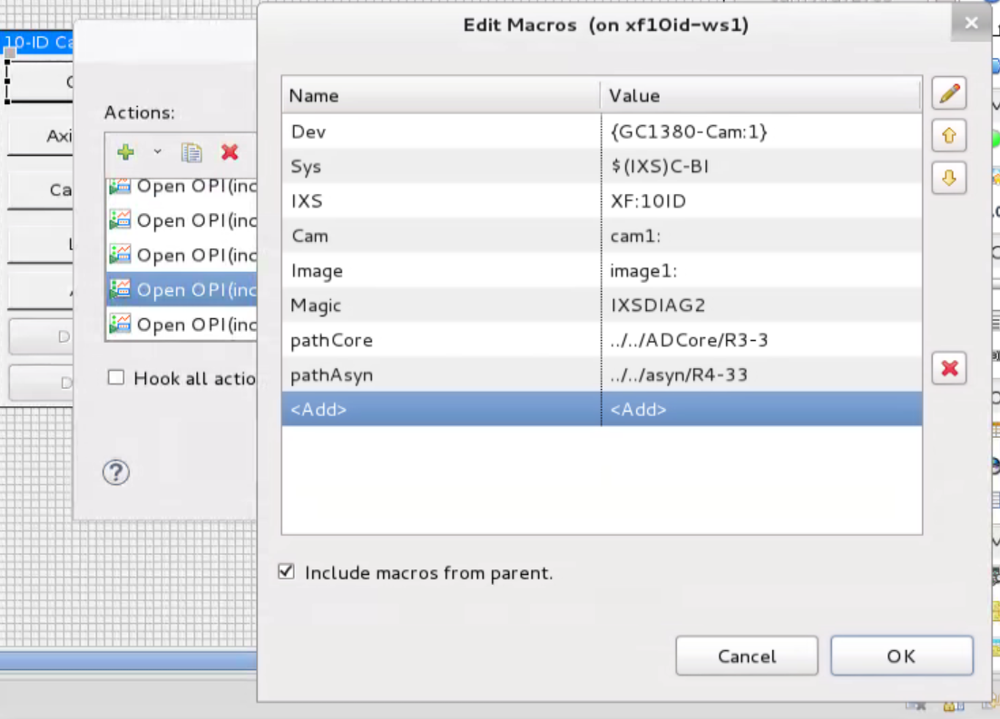 Edit Macros (on xf10id-ws1)
10-ID Ca
Axi
Ca
Actions:
Open OPI(inc
Open OPI(inc
Open OPI(inc
Open OPI(inc
Open OPI(inc
Hook all actio
Name Value
Dev {GC1380-Cam:1}
Sys $(IXS)C-BI
IXS XF:10ID
Cam cam1:
Image image1:
Magic IXSDIAG2
pathCore ../../ADCore/R3-3
pathAsyn ../../asyn/R4-33
<Add> <Add>
Include macros from parent.
Cancel OK